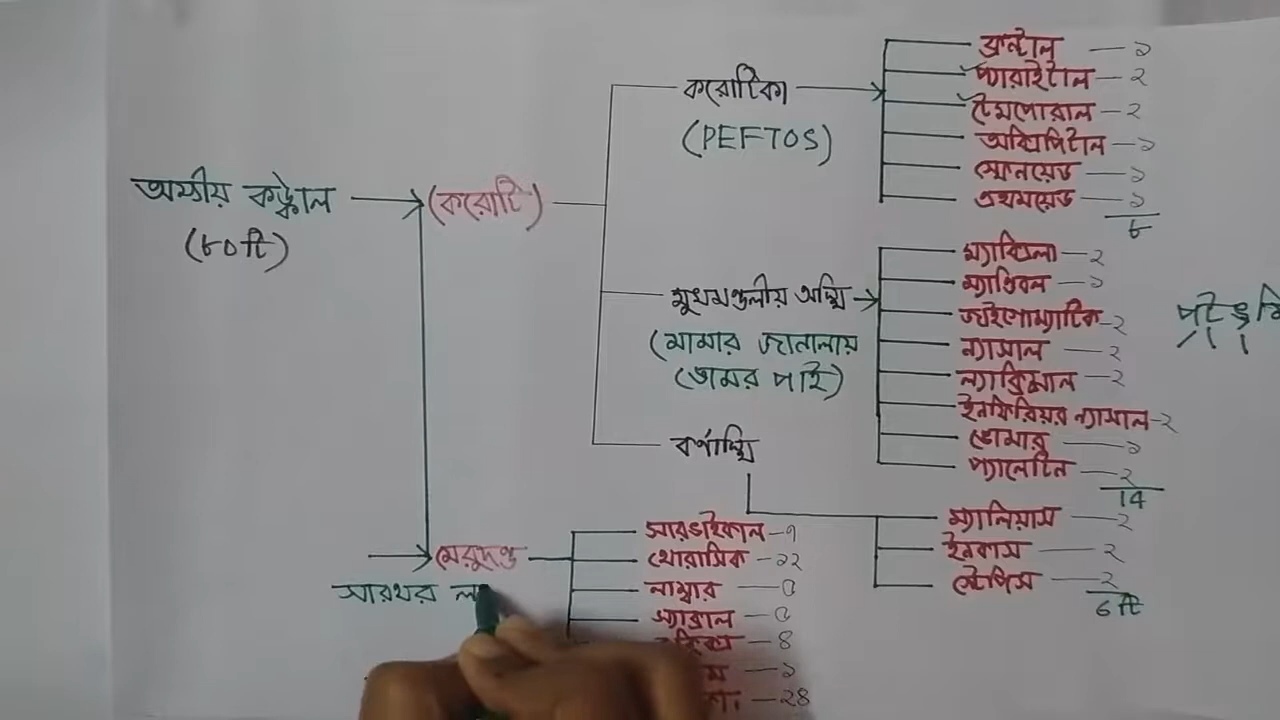 অক্ষীয় কঙ্কাল
(৮০টি)
(করোটি)
করোটিকা
(PEFTOS)
ফ্রন্টাল — ১
প্যারাইটাল — ২
টেমপোরাল — ২
অক্সিপিটাল — ১
স্ফেনয়েড — ১
এথময়েড — ১
৮
মুখমণ্ডলীয় অস্থি
(মামার জানালায়
ভোমর পাই)
ম্যাক্সিলা — ২
ম্যান্ডিবল — ১
জাইগোম্যাটিক — ২
ন্যাসাল — ২
ল্যাক্রিমাল — ২
ইনফিরিয়র ন্যাসাল — ২
ভোমার — ১
প্যালেটিন — ২
14
কর্ণাস্থি
ম্যালিয়াস — ২
ইনকাস — ২
স্টেপিস — ২
৬টি
মেরুদণ্ড
সারথর ল
সারভাইকাল — ৭
থোরাসিক — ১২
লাম্বার — ৫
স্যাক্রাল — ৫
— ৪
— ১
— ২৪